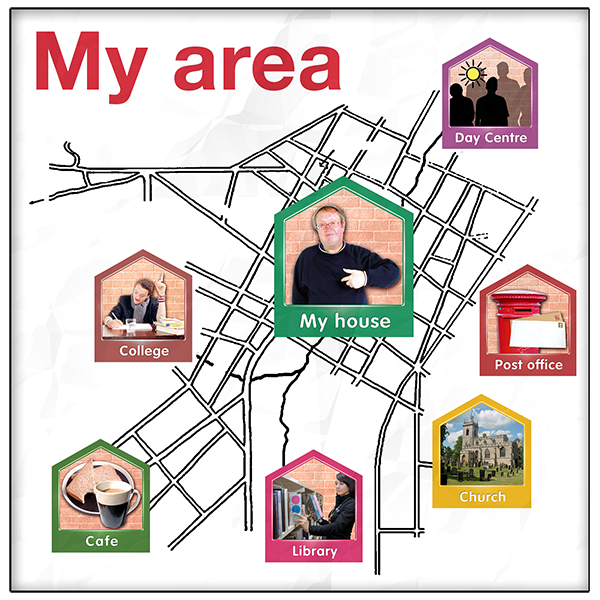 My area
Day Centre
My house
College
Post office
Church
Cafe
Library